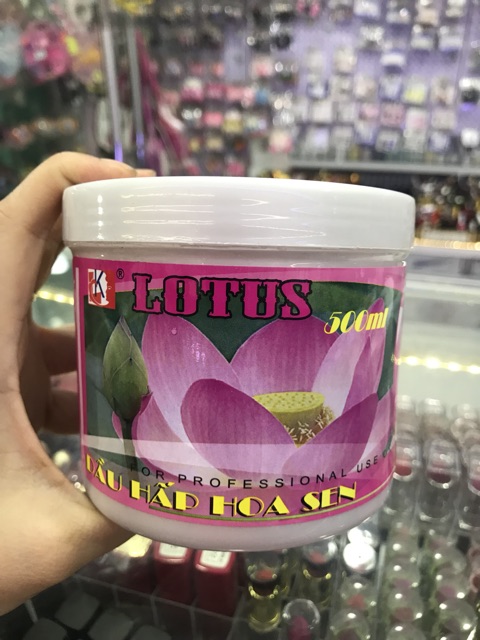 K ®
LOTUS
500ml
FOR PROFESSIONAL USE
DẦU HẤP HOA SEN